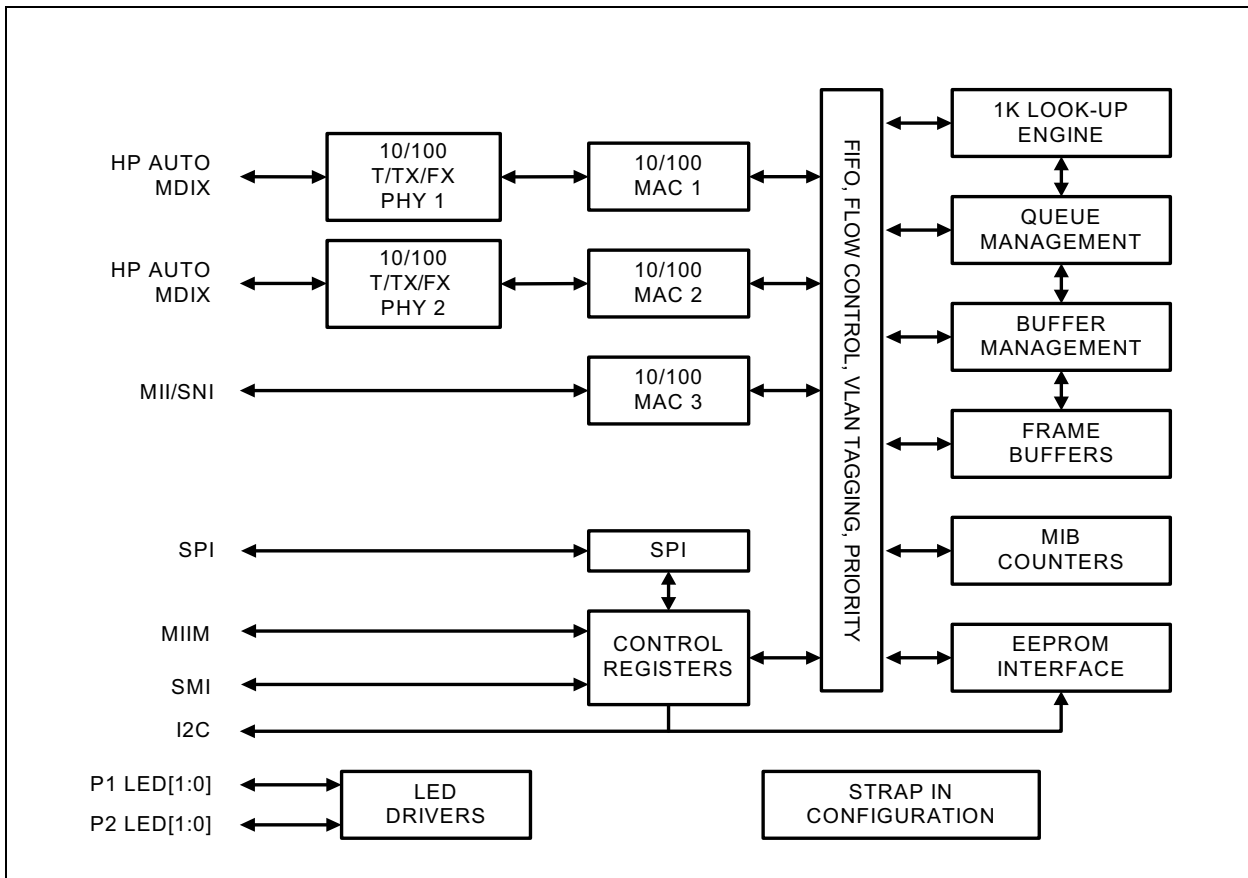 HP AUTO
MDIX
10/100
T/TX/FX
PHY 1
10/100
MAC 1
HP AUTO
MDIX
10/100
T/TX/FX
PHY 2
10/100
MAC 2
MII/SNI
10/100
MAC 3
SPI
SPI
MIIM
SMI
CONTROL
REGISTERS
I2C
P1 LED[1:0]
P2 LED[1:0]
LED
DRIVERS
FIFO, FLOW CONTROL, VLAN TAGGING, PRIORITY
1K LOOK-UP
ENGINE
QUEUE
MANAGEMENT
BUFFER
MANAGEMENT
FRAME
BUFFERS
MIB
COUNTERS
EEPROM
INTERFACE
STRAP IN
CONFIGURATION